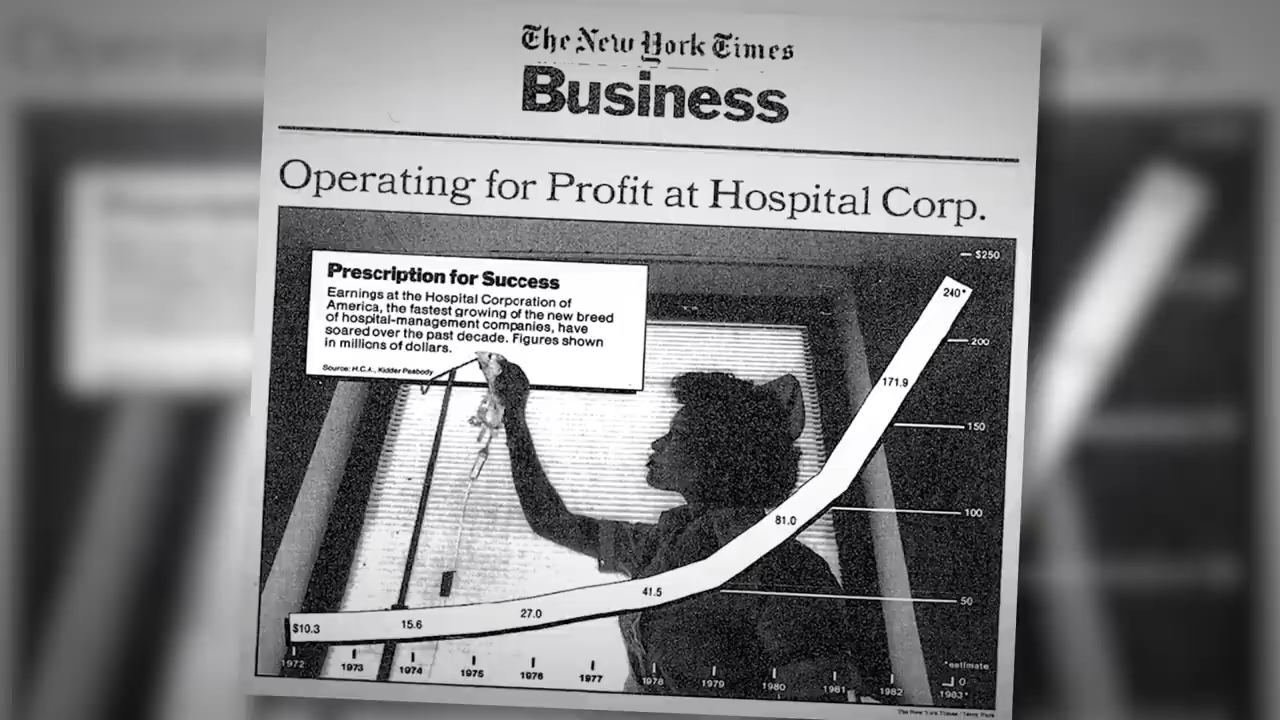 The New York Times
Business
Operating for Profit at Hospital Corp.
Prescription for Success
Earnings at the Hospital Corporation of
America, the fastest growing of the new breed
of hospital-management companies, have
soared over the past decade. Figures shown
in millions of dollars.
Source: H.C.A., Kidder Peabody
$250
240*
200
171.9
150
100
81.0
50
41.5
27.0
15.6
$10.3
*estimate
0
1972
1973
1974
1975
1976
1977
1978
1979
1980
1981
1982
1983*
The New York Times /